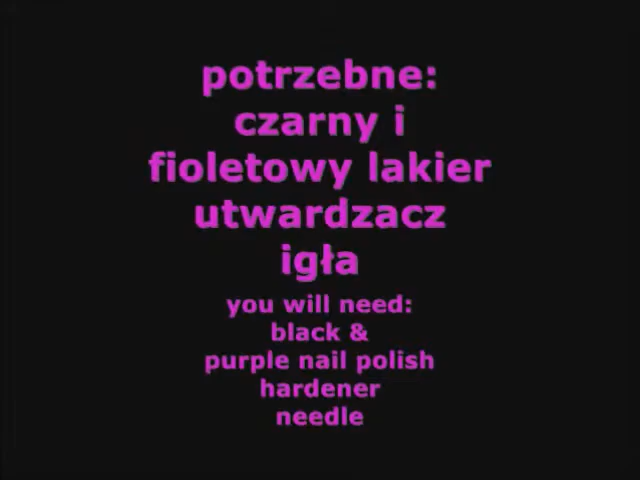 potrzebne:
czarny i
fioletowy lakier
utwardzacz
igła
you will need:
black &
purple nail polish
hardener
needle